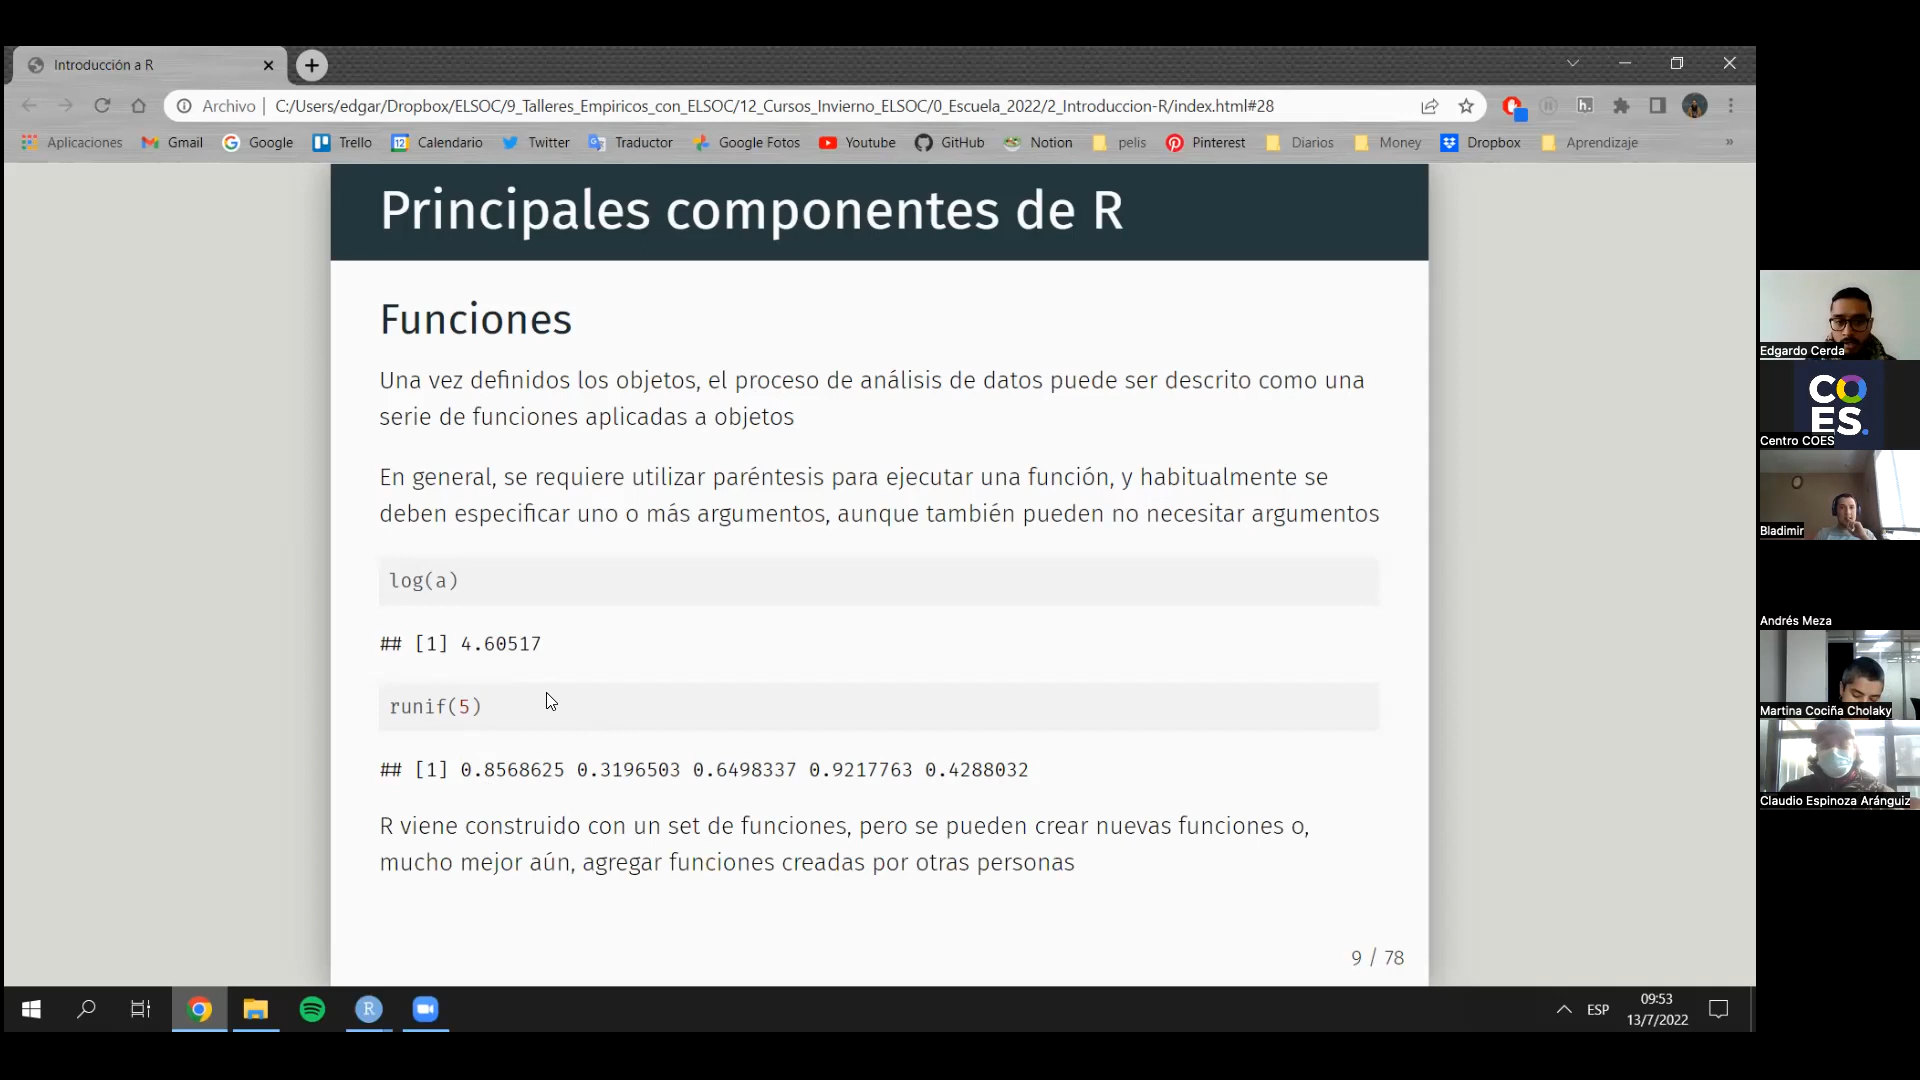 Introducción a R
Archivo | C:/Users/edgar/Dropbox/ELSOC/9_Talleres_Empiricos_con_ELSOC/12_Cursos_Invierno_ELSOC/0_Escuela_2022/2_Introduccion-R/index.html#28
Aplicaciones Gmail Google Trello 12 Calendario Twitter Traductor Google Fotos Youtube GitHub Notion pelis Pinterest Diarios Money Dropbox Aprendizaje »
Principales componentes de R
Funciones
Una vez definidos los objetos, el proceso de análisis de datos puede ser descrito como una
serie de funciones aplicadas a objetos
En general, se requiere utilizar paréntesis para ejecutar una función, y habitualmente se
deben especificar uno o más argumentos, aunque también pueden no necesitar argumentos
log(a)
## [1] 4.60517
runif(5)
## [1] 0.8568625 0.3196503 0.6498337 0.9217763 0.4288032
R viene construido con un set de funciones, pero se pueden crear nuevas funciones o,
mucho mejor aún, agregar funciones creadas por otras personas
9 / 78
Edgardo Cerda
CO
ES.
Centro COES
Bladimir
Andrés Meza
Martina Cociña Cholaky
Claudio Espinoza Aránguiz
R
ESP
09:53
13/7/2022